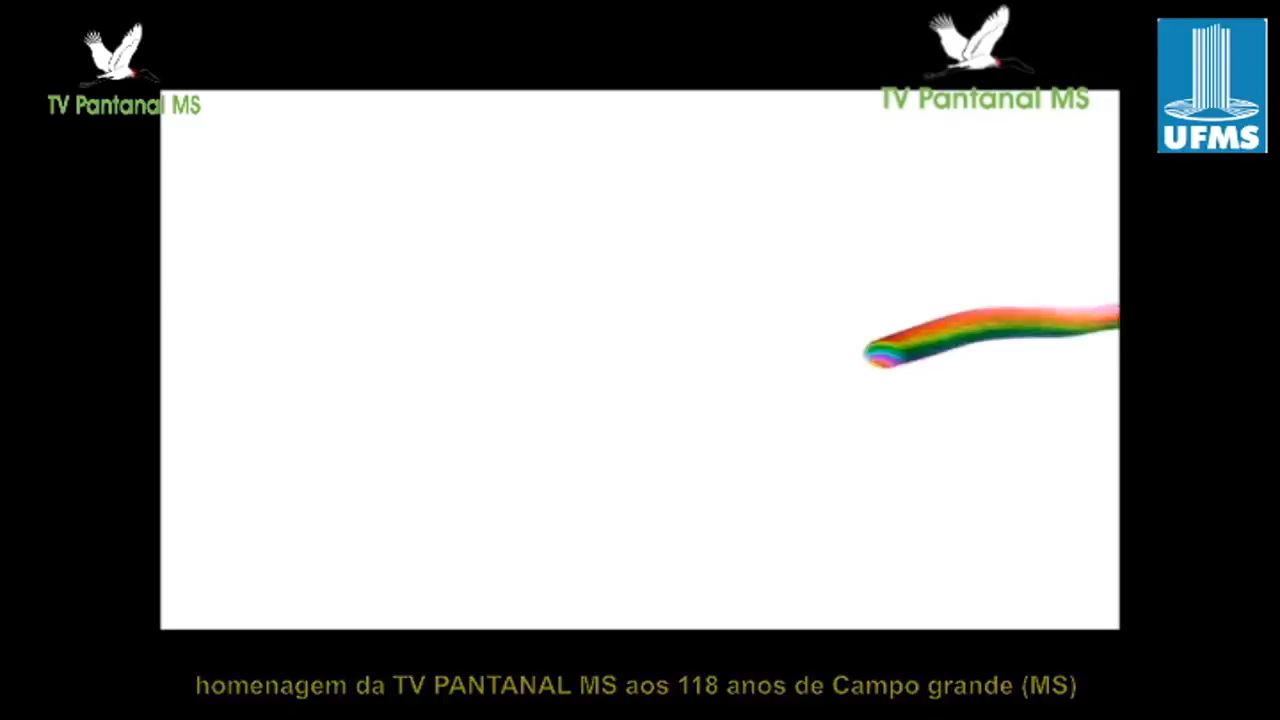 TV Pantanal MS
TV Pantanal MS
UFMS
homenagem da TV PANTANAL MS aos 118 anos de Campo grande (MS)